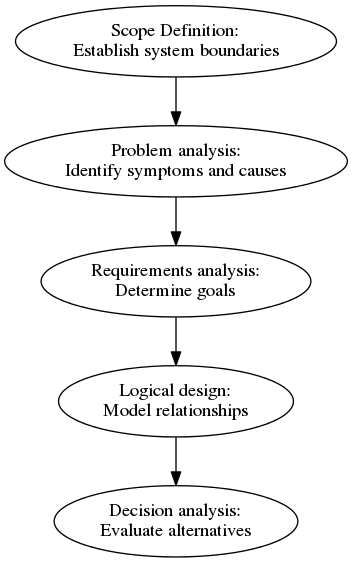 Scope Definition:
Establish system boundaries
Problem analysis:
Identify symptoms and causes
Requirements analysis:
Determine goals
Logical design:
Model relationships
Decision analysis:
Evaluate alternatives